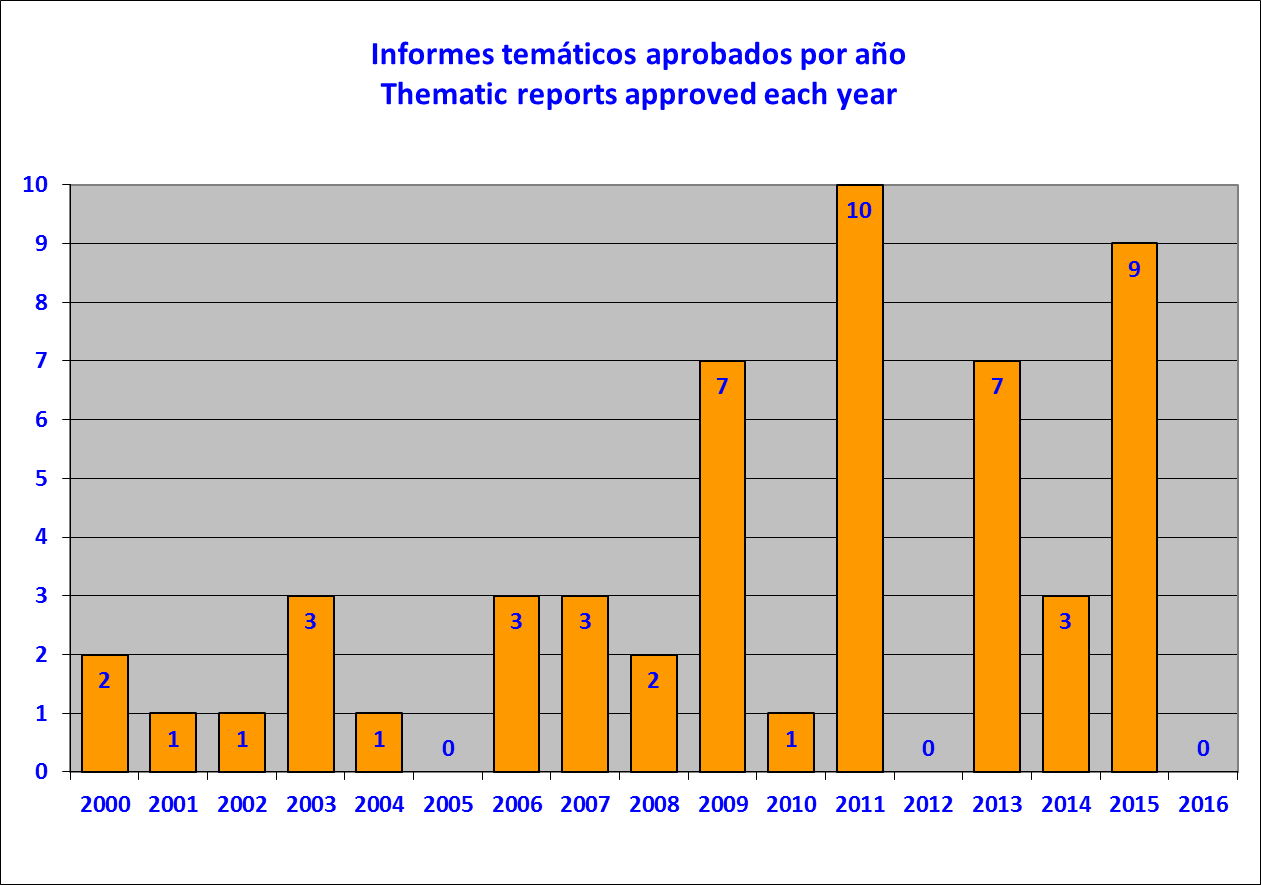 Informes temáticos aprobados por año
Thematic reports approved each year
10
9
8
7
6
5
4
3
2
1
0
2 1 1 3 1 0 3 3 2 7 1 10 0 7 3 9 0
2000 2001 2002 2003 2004 2005 2006 2007 2008 2009 2010 2011 2012 2013 2014 2015 2016